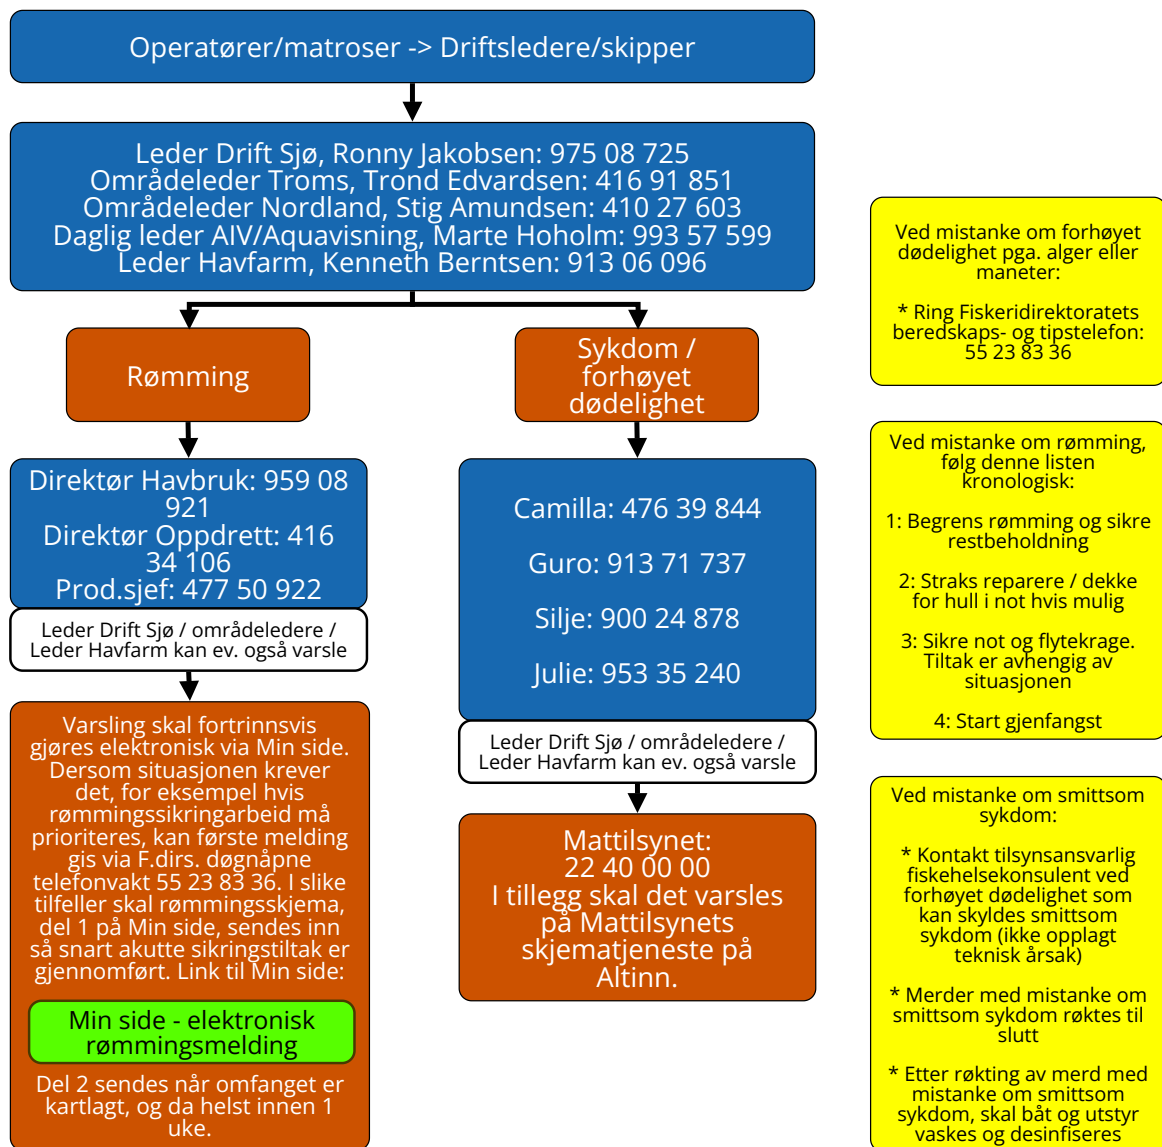 Operatører/matroser -> Driftsledere/skipper
Leder Drift Sjø, Ronny Jakobsen: 975 08 725
Områdeleder Troms, Trond Edvardsen: 416 91 851
Områdeleder Nordland, Stig Amundsen: 410 27 603
Daglig leder AIV/Aquavisning, Marte Hoholm: 993 57 599
Leder Havfarm, Kenneth Berntsen: 913 06 096
Rømming
Direktør Havbruk: 959 08
921
Direktør Oppdrett: 416
34 106
Prod.sjef: 477 50 922
Leder Drift Sjø / områdeledere /
Leder Havfarm kan ev. også varsle
Varsling skal fortrinnsvis
gjøres elektronisk via Min side.
Dersom situasjonen krever
det, for eksempel hvis
rømmingssikringarbeid må
prioriteres, kan første melding
gis via F.dirs. døgnåpne
telefonvakt 55 23 83 36. I slike
tilfeller skal rømmingsskjema,
del 1 på Min side, sendes inn
så snart akutte sikringstiltak er
gjennomført. Link til Min side:
Min side - elektronisk
rømmingsmelding
Del 2 sendes når omfanget er
kartlagt, og da helst innen 1
uke.
Sykdom /
forhøyet
dødelighet
Camilla: 476 39 844
Guro: 913 71 737
Silje: 900 24 878
Julie: 953 35 240
Leder Drift Sjø / områdeledere /
Leder Havfarm kan ev. også varsle
Mattilsynet:
22 40 00 00
I tillegg skal det varsles
på Mattilsynets
skjematjeneste på
Altinn.
Ved mistanke om forhøyet
dødelighet pga. alger eller
maneter:
* Ring Fiskeridirektoratets
beredskaps- og tipstelefon:
55 23 83 36
Ved mistanke om rømming,
følg denne listen
kronologisk:
1: Begrens rømming og sikre
restbeholdning
2: Straks reparere / dekke
for hull i not hvis mulig
3: Sikre not og flytekrage.
Tiltak er avhengig av
situasjonen
4: Start gjenfangst
Ved mistanke om smittsom
sykdom:
* Kontakt tilsynsansvarlig
fiskehelsekonsulent ved
forhøyet dødelighet som
kan skyldes smittsom
sykdom (ikke opplagt
teknisk årsak)
* Merder med mistanke om
smittsom sykdom røktes til
slutt
* Etter røkting av merd med
mistanke om smittsom
sykdom, skal båt og utstyr
vaskes og desinfiseres